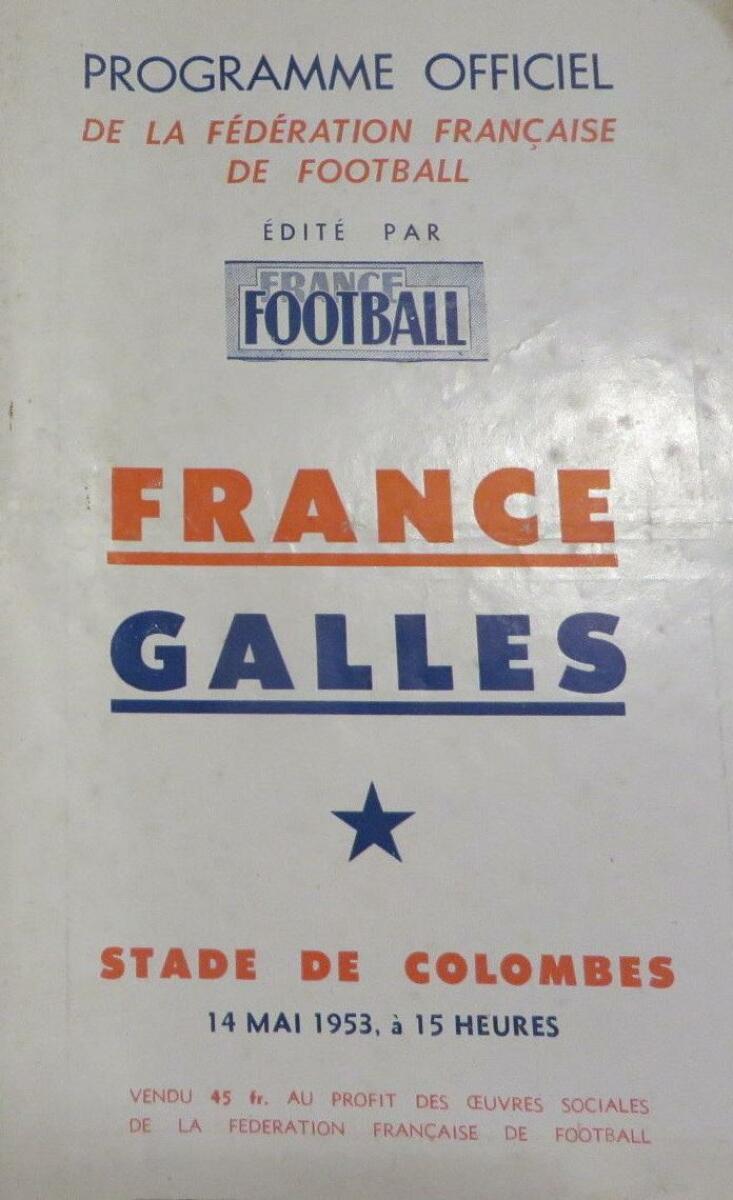 PROGRAMME OFFICIEL
DE LA FÉDÉRATION FRANÇAISE
DE FOOTBALL
ÉDITÉ PAR
FRANCE
FOOTBALL
FRANCE
GALLES
STADE DE COLOMBES
14 MAI 1953, à 15 HEURES
VENDU 45 fr. AU PROFIT DES ŒUVRES SOCIALES
DE LA FEDERATION FRANÇAISE DE FOOTBALL